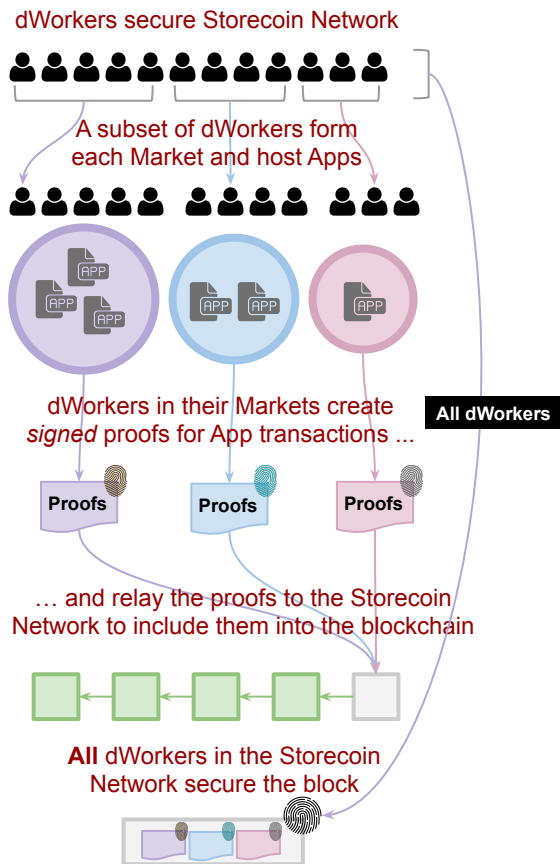 dWorkers secure Storecoin Network
A subset of dWorkers form
each Market and host Apps
APP
APP
APP
APP
APP
APP
dWorkers in their Markets create
signed proofs for App transactions ...
All dWorkers
Proofs
Proofs
Proofs
… and relay the proofs to the Storecoin
Network to include them into the blockchain
All dWorkers in the Storecoin
Network secure the block